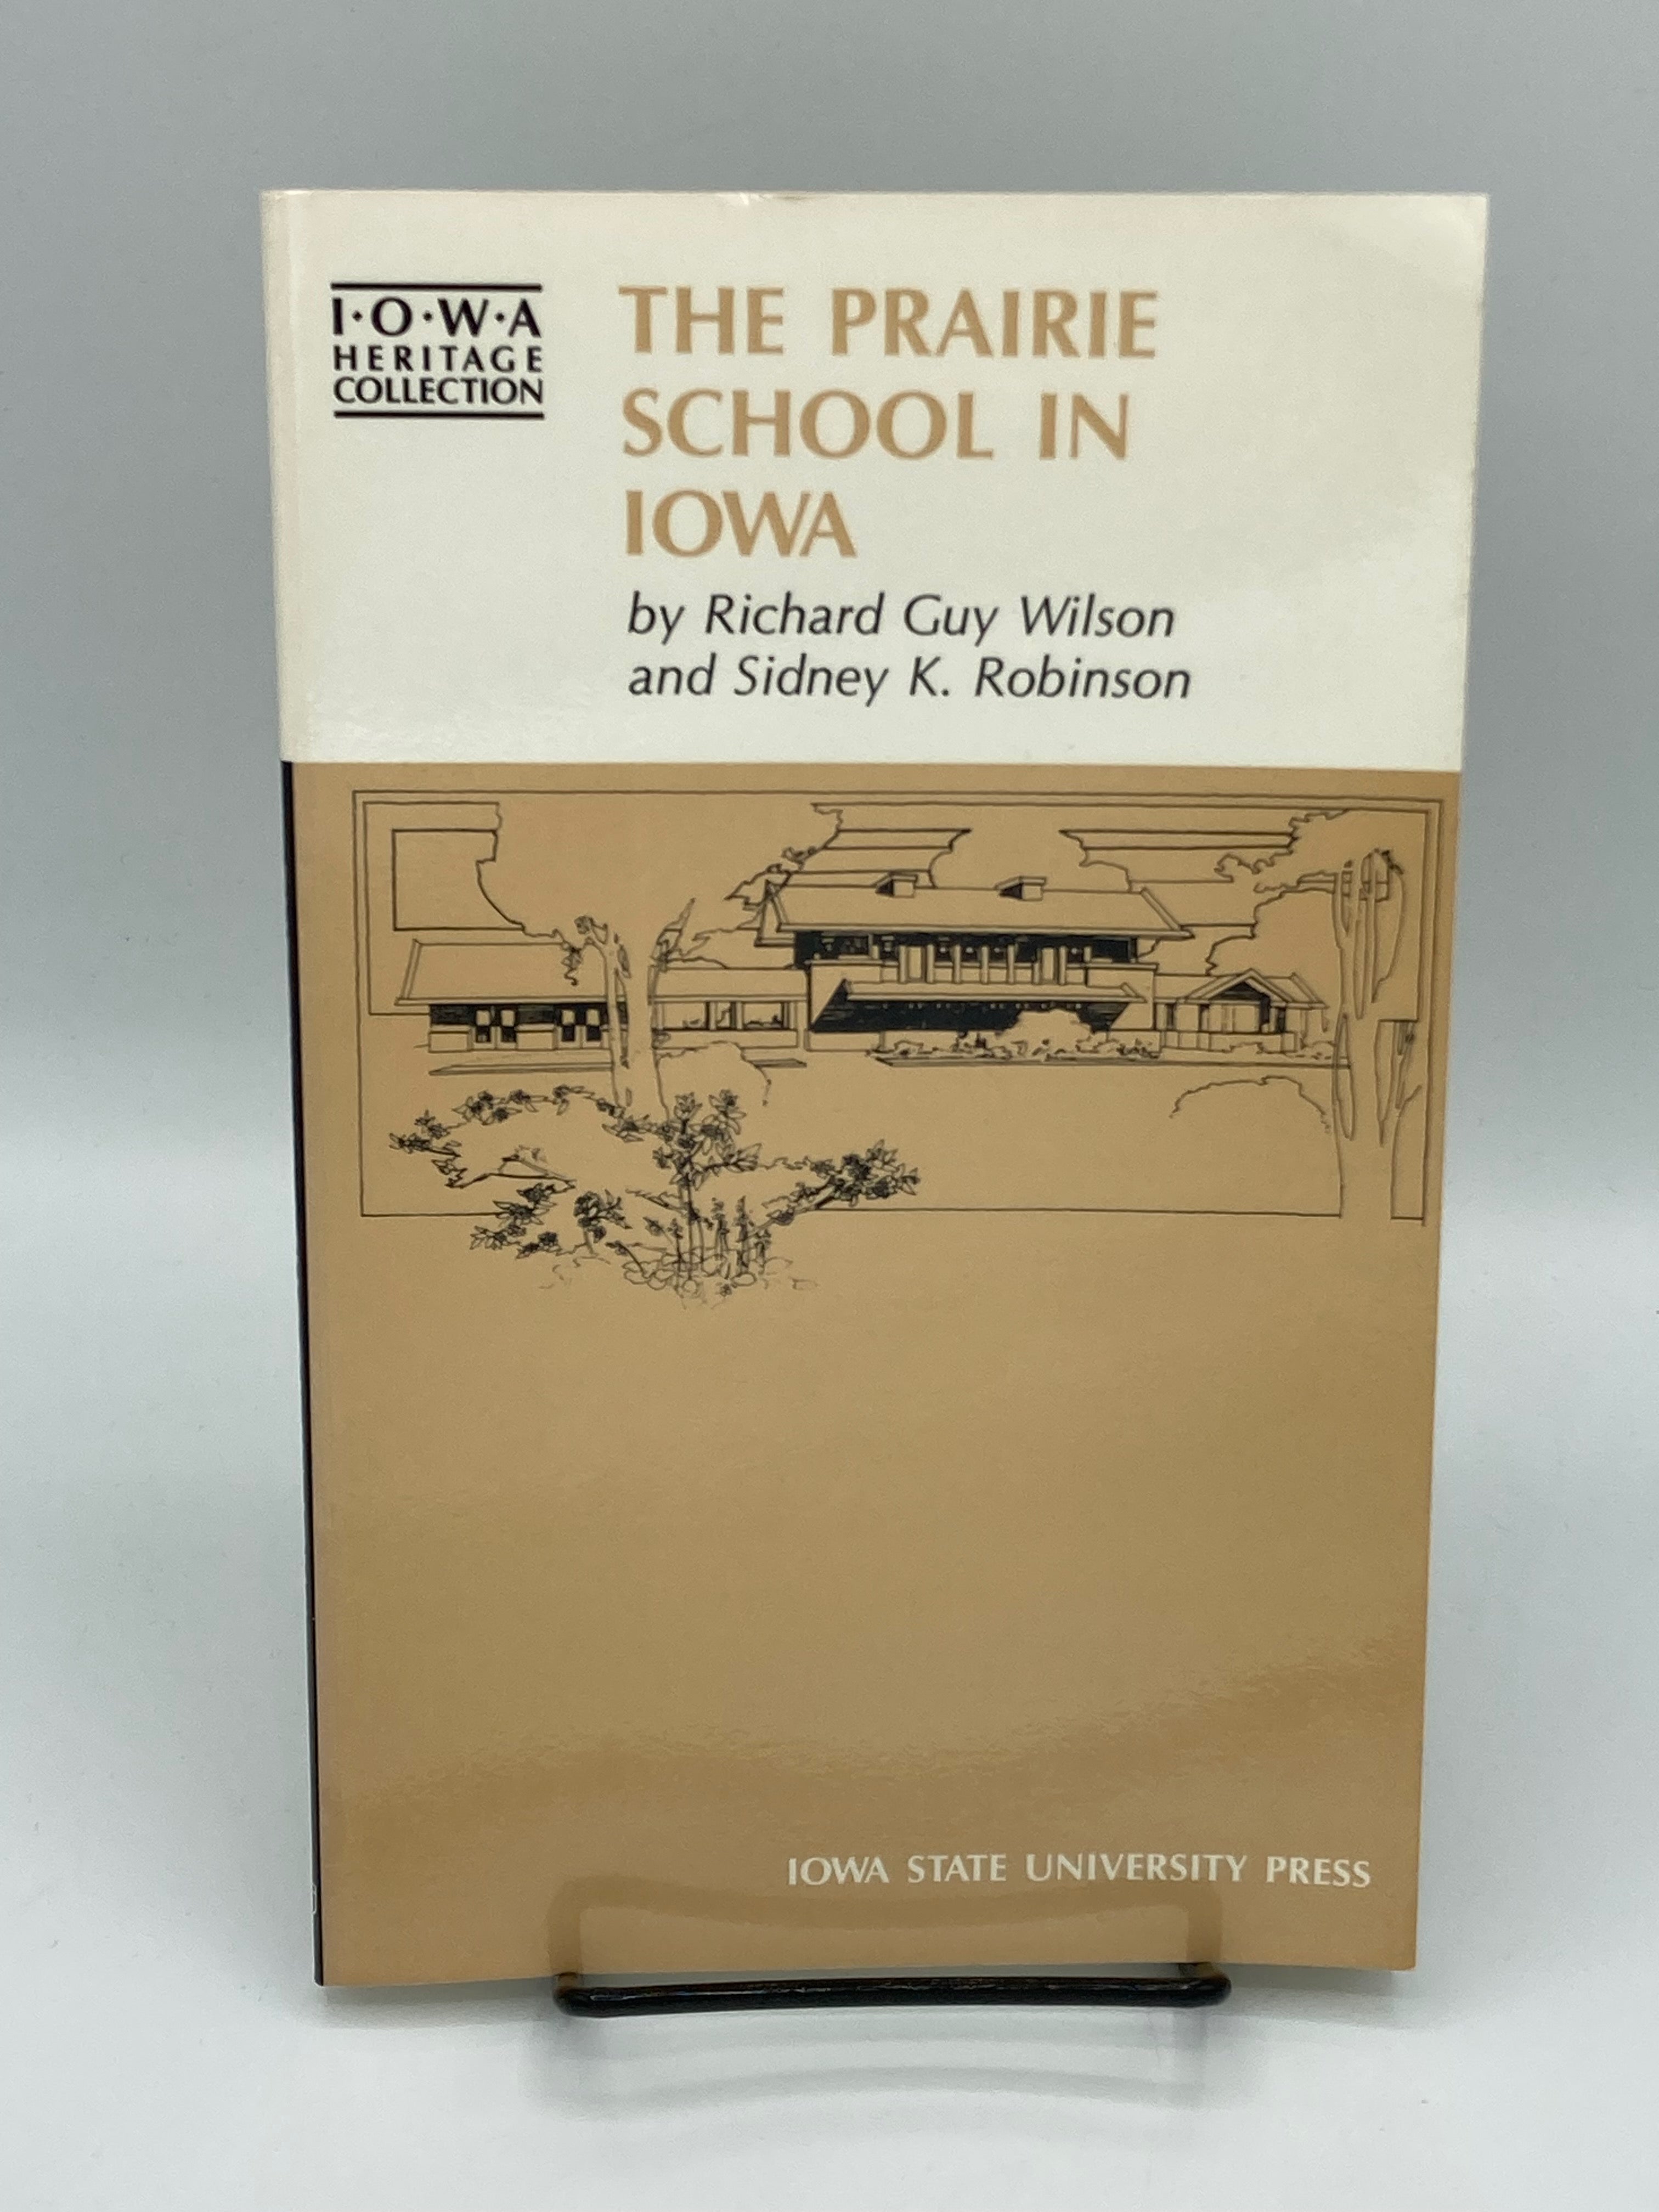 I·O·W·A
HERITAGE
COLLECTION
THE PRAIRIE
SCHOOL IN
IOWA
by Richard Guy Wilson
and Sidney K. Robinson
IOWA STATE UNIVERSITY PRESS